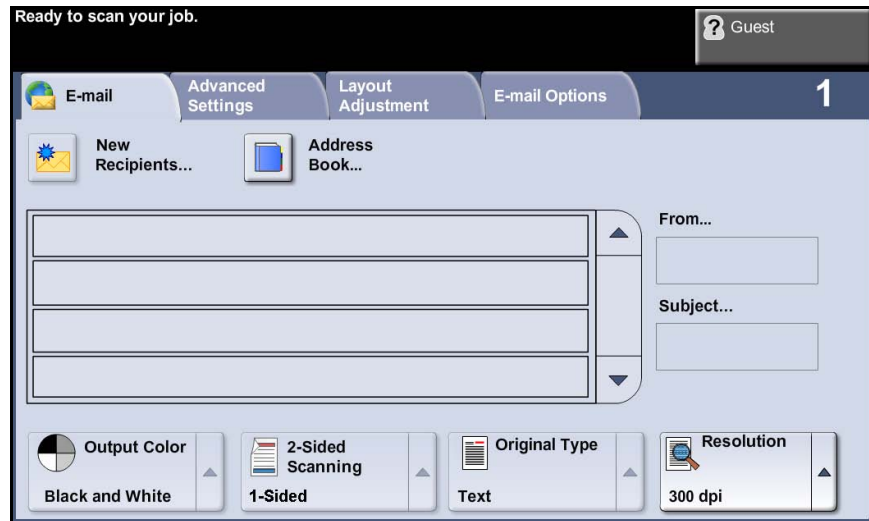 Ready to scan your job.
? Guest
E-mail
Advanced
Settings
Layout
Adjustment
E-mail Options
1
New
Recipients...
Address
Book...
From...
Subject...
Output Color
Black and White
2-Sided
Scanning
1-Sided
Original Type
Text
Resolution
300 dpi